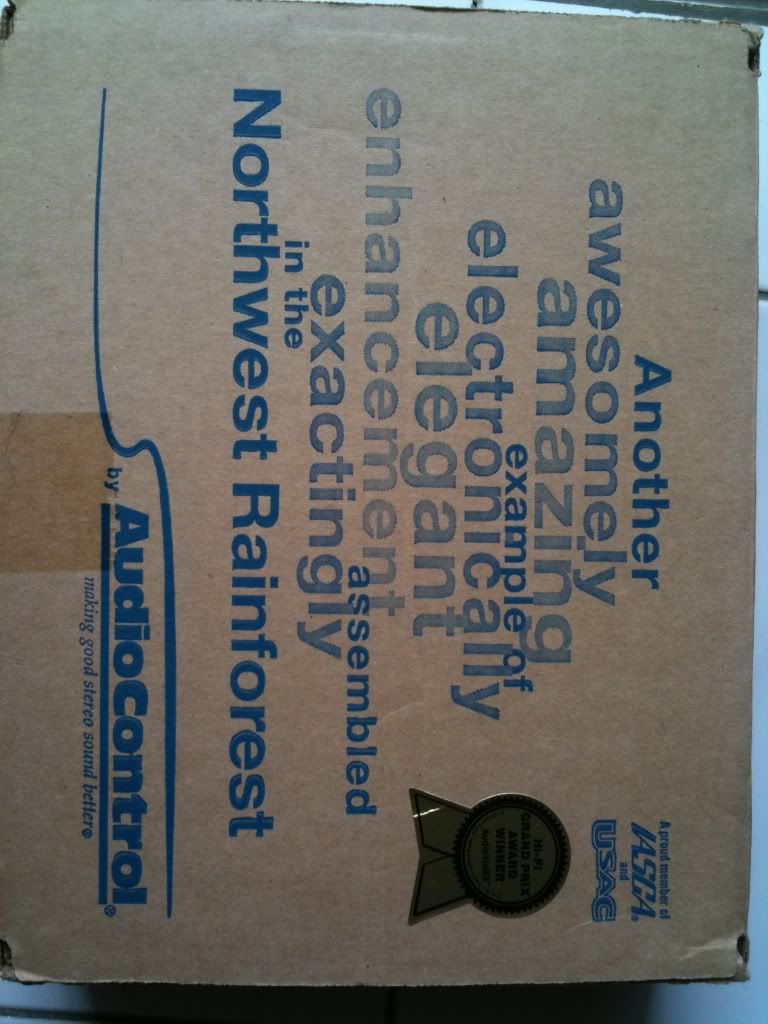 Another
awesomely
amazing
example of
electronically
elegant
enhancement
assembled
exactingly
in the
Northwest Rainforest
by AudioControl®
making good stereo sound better®
A proud member of
IASCA®
and
USAC
Hi-Fi
GRAND PRIX
AWARD
WINNER
AudioVideo